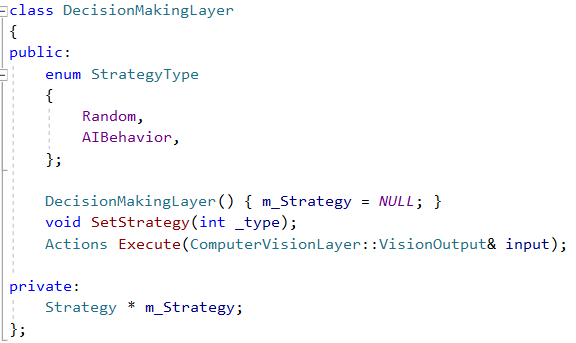 class DecisionMakingLayer
{
public:
    enum StrategyType
    {
        Random,
        AIBehavior,
    };

    DecisionMakingLayer() { m_Strategy = NULL; }
    void SetStrategy(int _type);
    Actions Execute(ComputerVisionLayer::VisionOutput& input);

private:
    Strategy * m_Strategy;
};